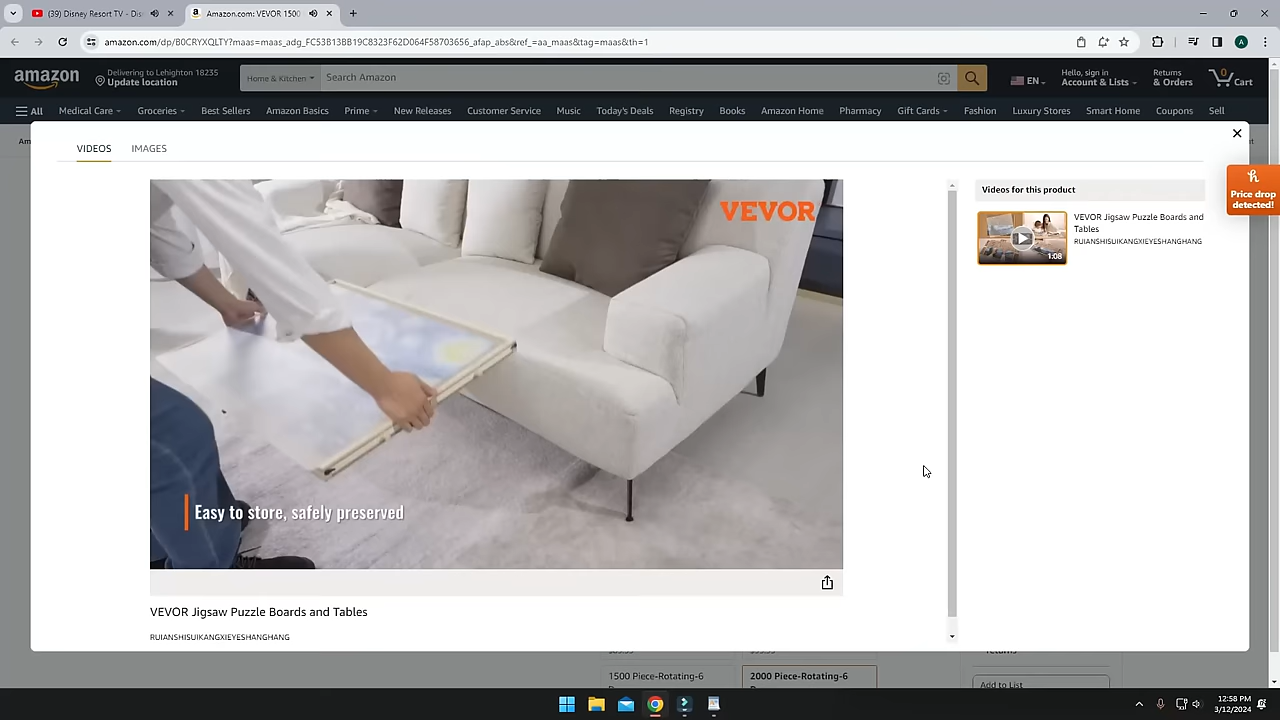 (39) Disney Resort TV - Dis
Amazon.com: VEVOR 1500
amazon.com/dp/B0CRYXQLTY?maas=maas_adg_FC53B13BB19C8323F62D064F58703656_afap_abs&ref_=aa_maas&tag=maas&th=1
A
amazon
Delivering to Lehighton 18235
Update location
Home & Kitchen
Search Amazon
EN
Hello, sign in
Account & Lists
Returns
& Orders
0
Cart
All
Medical Care
Groceries
Best Sellers
Amazon Basics
Prime
New Releases
Customer Service
Music
Today's Deals
Registry
Books
Amazon Home
Pharmacy
Gift Cards
Fashion
Luxury Stores
Smart Home
Coupons
Sell
VIDEOS
IMAGES
VEVOR
Easy to store, safely preserved
VEVOR Jigsaw Puzzle Boards and Tables
RUIANSHISUIKANGXIEYESHANGHANG
Videos for this product
1:08
VEVOR Jigsaw Puzzle Boards and
Tables
RUIANSHISUIKANGXIEYESHANGHANG
h
Price drop
detected!
returns
1500 Piece-Rotating-6
2000 Piece-Rotating-6
Add to List
12:58 PM
3/12/2024